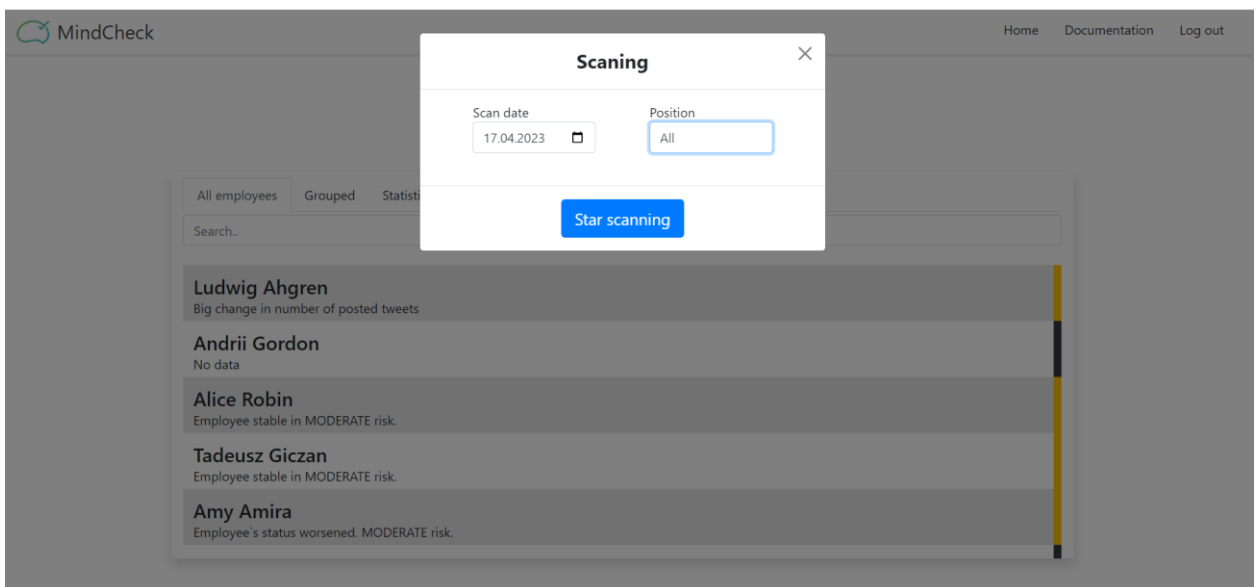 MindCheck
Home Documentation Log out
Scaning
Scan date Position
17.04.2023 All
Star scanning
All employees Grouped Statisti
Search..
Ludwig Ahgren
Big change in number of posted tweets
Andrii Gordon
No data
Alice Robin
Employee stable in MODERATE risk.
Tadeusz Giczan
Employee stable in MODERATE risk.
Amy Amira
Employee`s status worsened. MODERATE risk.